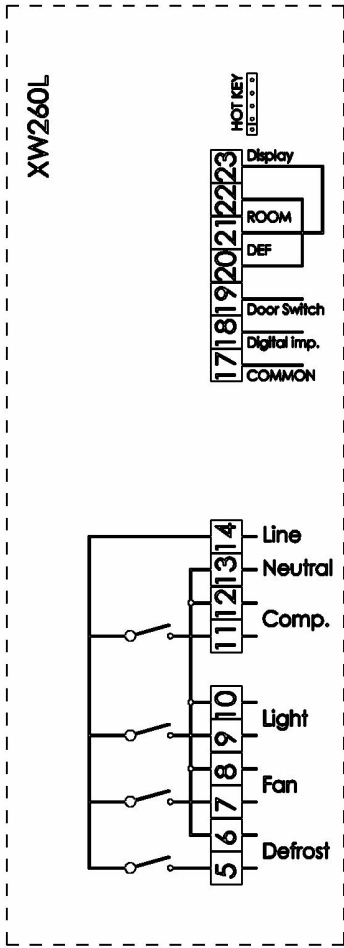 XW260L
HOT KEY
23
Display
22
ROOM
21
DEF
20
19
Door Switch
18
Digital imp.
17
COMMON
14
Line
13
Neutral
12
Comp.
11
10
Light
9
8
Fan
7
6
Defrost
5